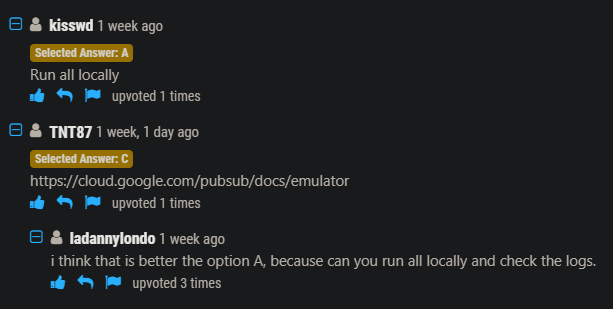 kisswd 1 week ago
Selected Answer: A
Run all locally
upvoted 1 times
TNT87 1 week, 1 day ago
Selected Answer: C
https://cloud.google.com/pubsub/docs/emulator
upvoted 1 times
ladannylondo 1 week ago
i think that is better the option A, because can you run all locally and check the logs.
upvoted 3 times